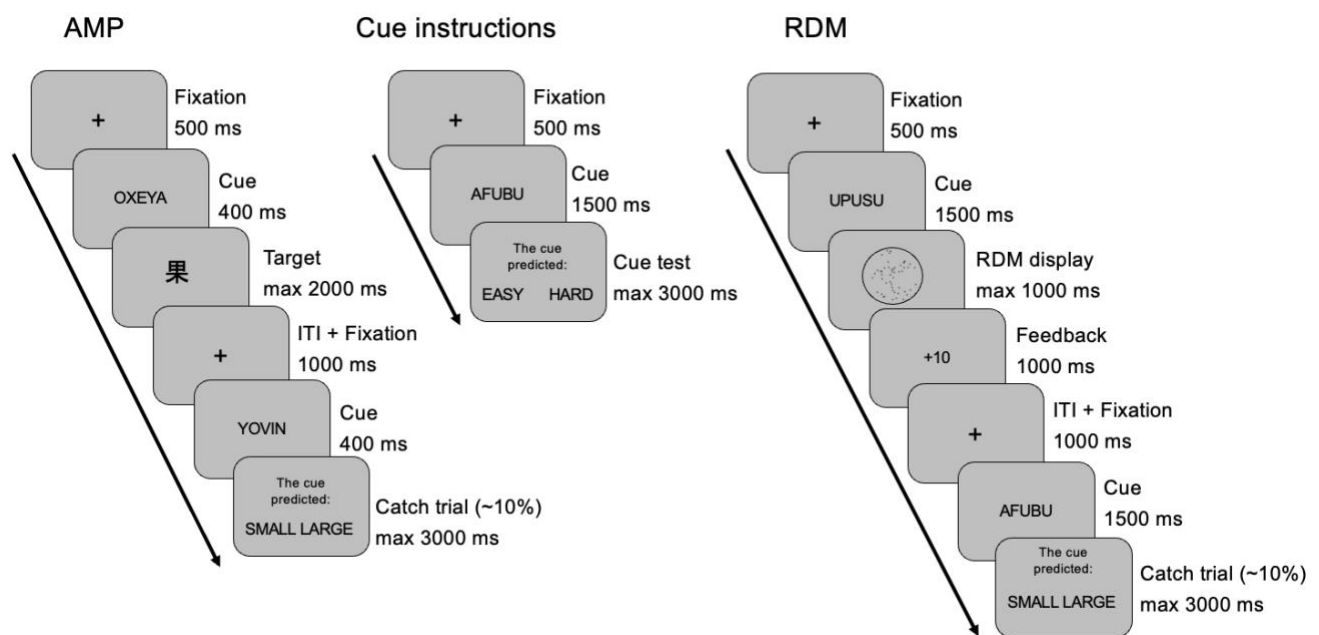 AMP
+
Fixation
500 ms
OXEYA
Cue
400 ms
果
Target
max 2000 ms
+
ITI + Fixation
1000 ms
YOVIN
Cue
400 ms
The cue
predicted:
SMALL LARGE
Catch trial (~10%)
max 3000 ms
Cue instructions
+
Fixation
500 ms
AFUBU
Cue
1500 ms
The cue
predicted:
EASY HARD
Cue test
max 3000 ms
RDM
+
Fixation
500 ms
UPUSU
Cue
1500 ms
RDM display
max 1000 ms
+10
Feedback
1000 ms
+
ITI + Fixation
1000 ms
AFUBU
Cue
1500 ms
The cue
predicted:
SMALL LARGE
Catch trial (~10%)
max 3000 ms